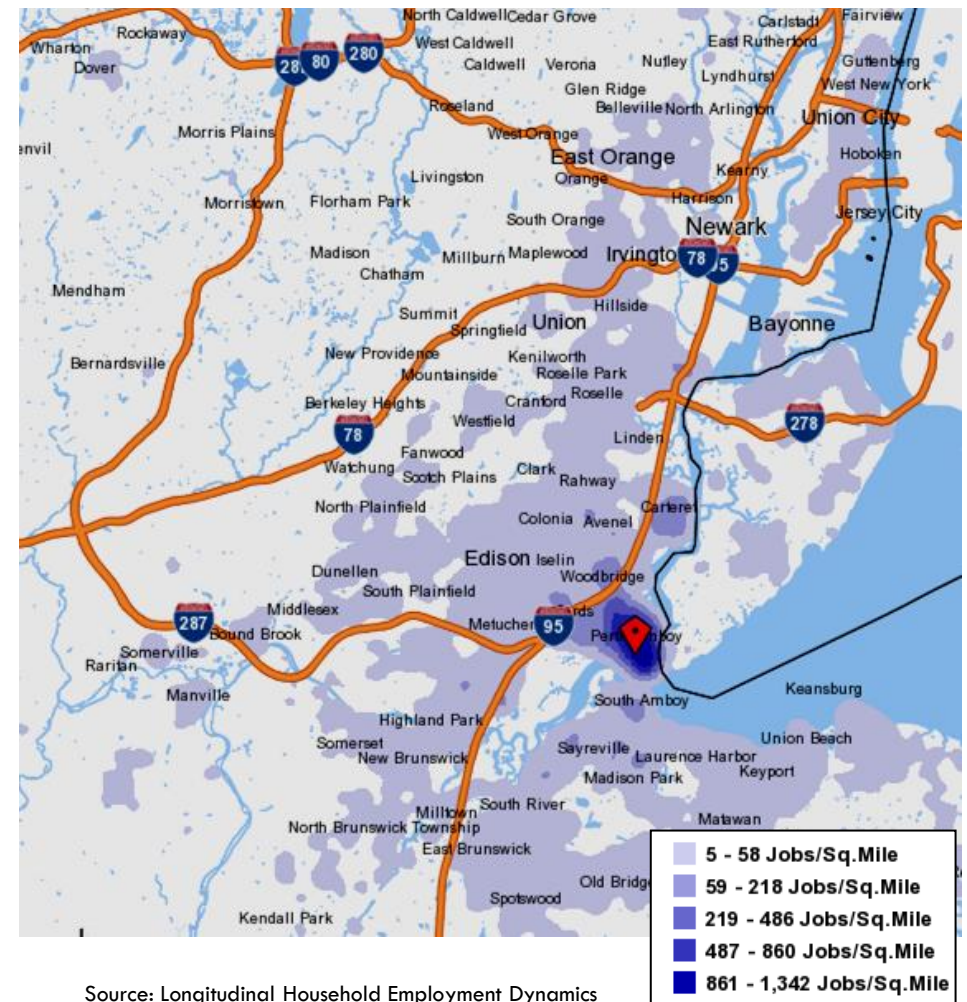 North Caldwell Cedar Grove
Carlstadt
Fairview
Rockaway
Wharton
West Caldwell
East Rutherford
280
80
Dover
Caldwell
Verona
Nutley
Guttenberg
Lyndhurst
Glen Ridge
West New York
Roseland
Belleville North Arlington
Union City
Morris Plains
West Orange
East Orange
Hoboken
Livingston
Orange
Kearny
Morristown
Florham Park
Harrison
South Orange
Newark
Jersey City
Madison
Millburn Maplewood
78
Chatham
Mendham
Hillside
Summit
Springfield
Union
Bayonne
New Providence
Kenilworth
Bernardsville
Mountainside
Roselle Park
Roselle
Berkeley Heights
Cranford
Westfield
278
78
Linden
Fanwood
Watchung
Scotch Plains
Clark
Rahway
North Plainfield
Carteret
Colonia
Avenel
Edison
Iselin
Dunellen
Woodbridge
South Plainfield
Middlesex
287
95
Bound Brook
Somerville
Raritan
Manville
South Amboy
Keansburg
Highland Park
Somerset
New Brunswick
Sayreville
Laurence Harbor
Union Beach
Madison Park
Keyport
Milltown
South River
North Brunswick Township
Matawan
East Brunswick
Spotswood
Kendall Park
5 - 58 Jobs/Sq.Mile
59 - 218 Jobs/Sq.Mile
219 - 486 Jobs/Sq.Mile
487 - 860 Jobs/Sq.Mile
861 - 1,342 Jobs/Sq.Mile
Source: Longitudinal Household Employment Dynamics